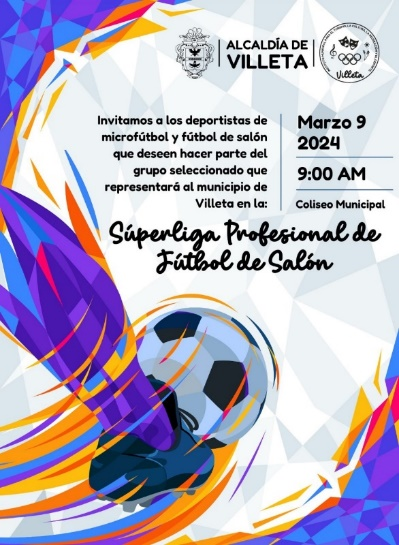 ALCALDÍA DE
VILLETA
Villeta
Invitamos a los deportistas de
microfútbol y fútbol de salón
que deseen hacer parte del
grupo seleccionado que
representará al municipio de
Villeta en la:
Marzo 9
2024
9:00 AM
Coliseo Municipal
Súperliga Profesional de
Fútbol de Salón